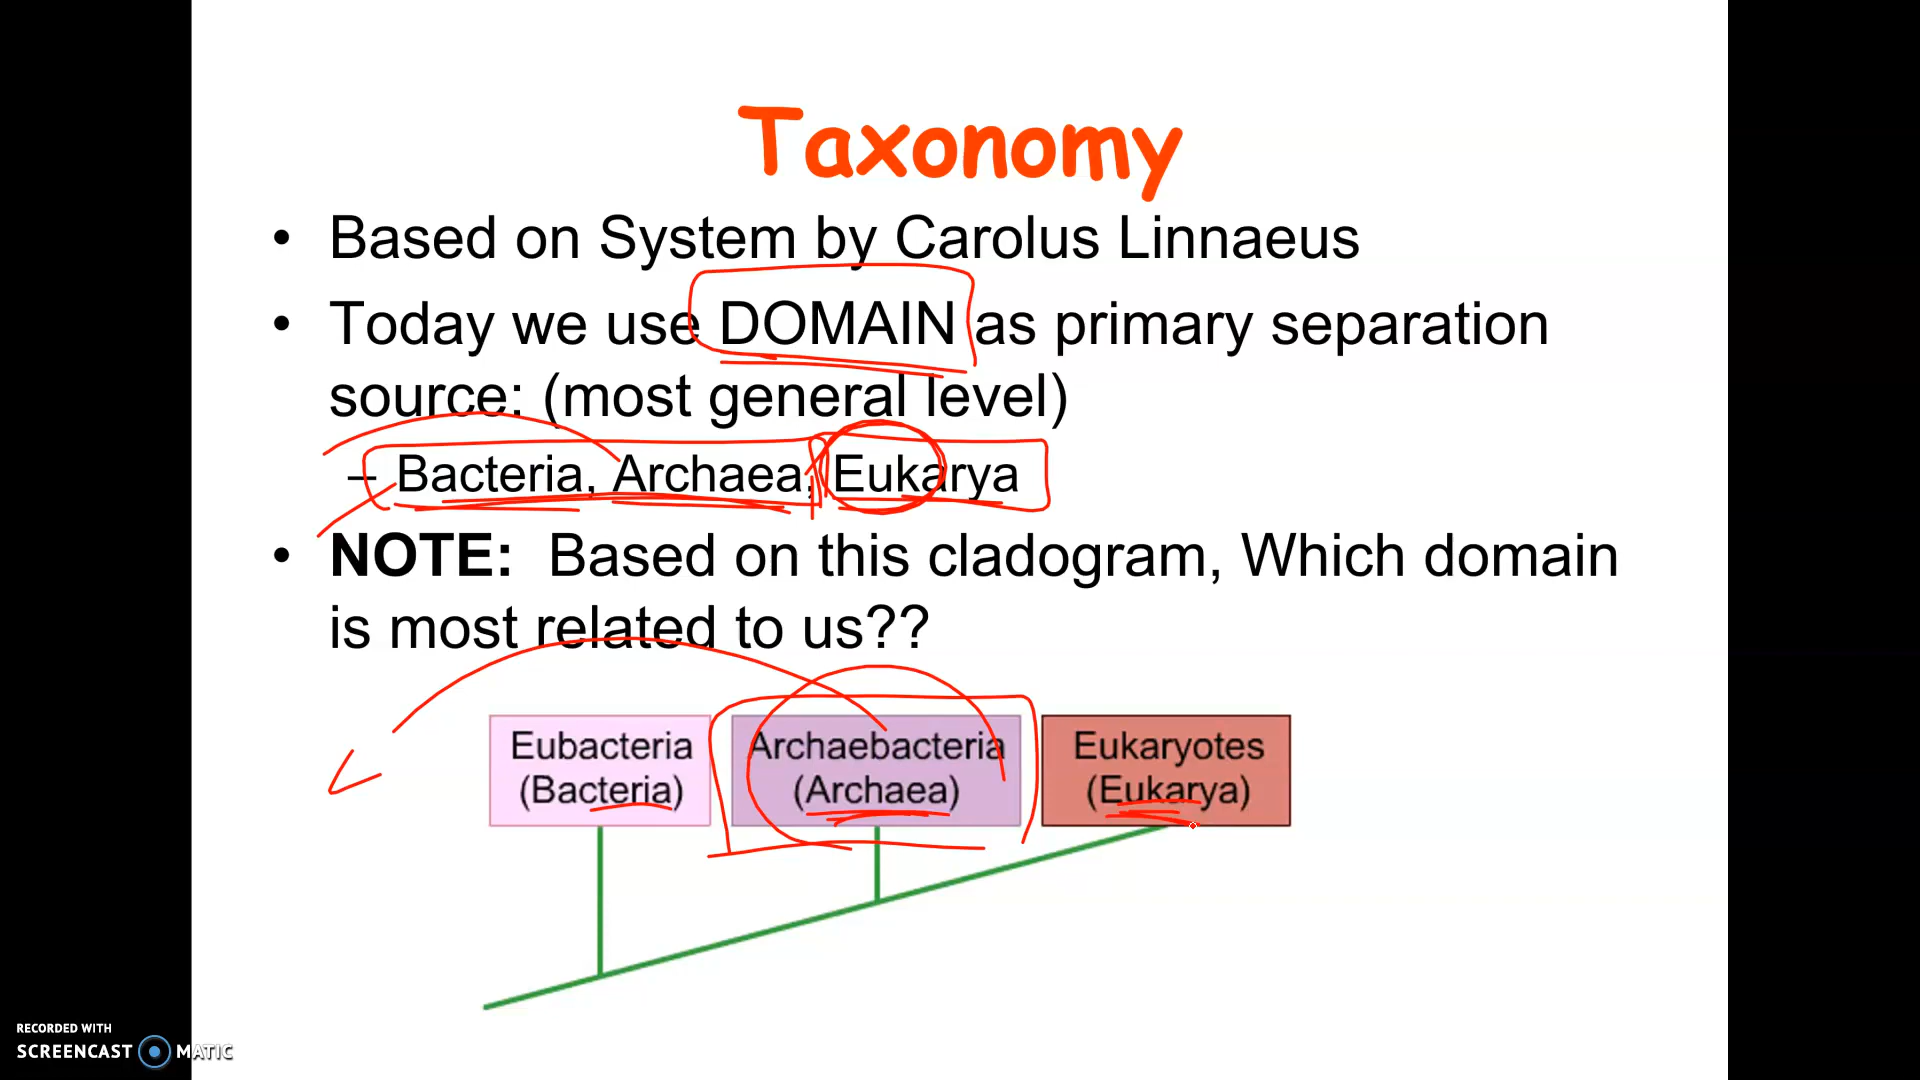 Taxonomy
• Based on System by Carolus Linnaeus
• Today we use DOMAIN as primary separation
source: (most general level)
– Bacteria, Archaea, Eukarya
• NOTE: Based on this cladogram, Which domain
is most related to us??
Eubacteria
(Bacteria)
Archaebacteria
(Archaea)
Eukaryotes
(Eukarya)
RECORDED WITH
SCREENCAST MATIC